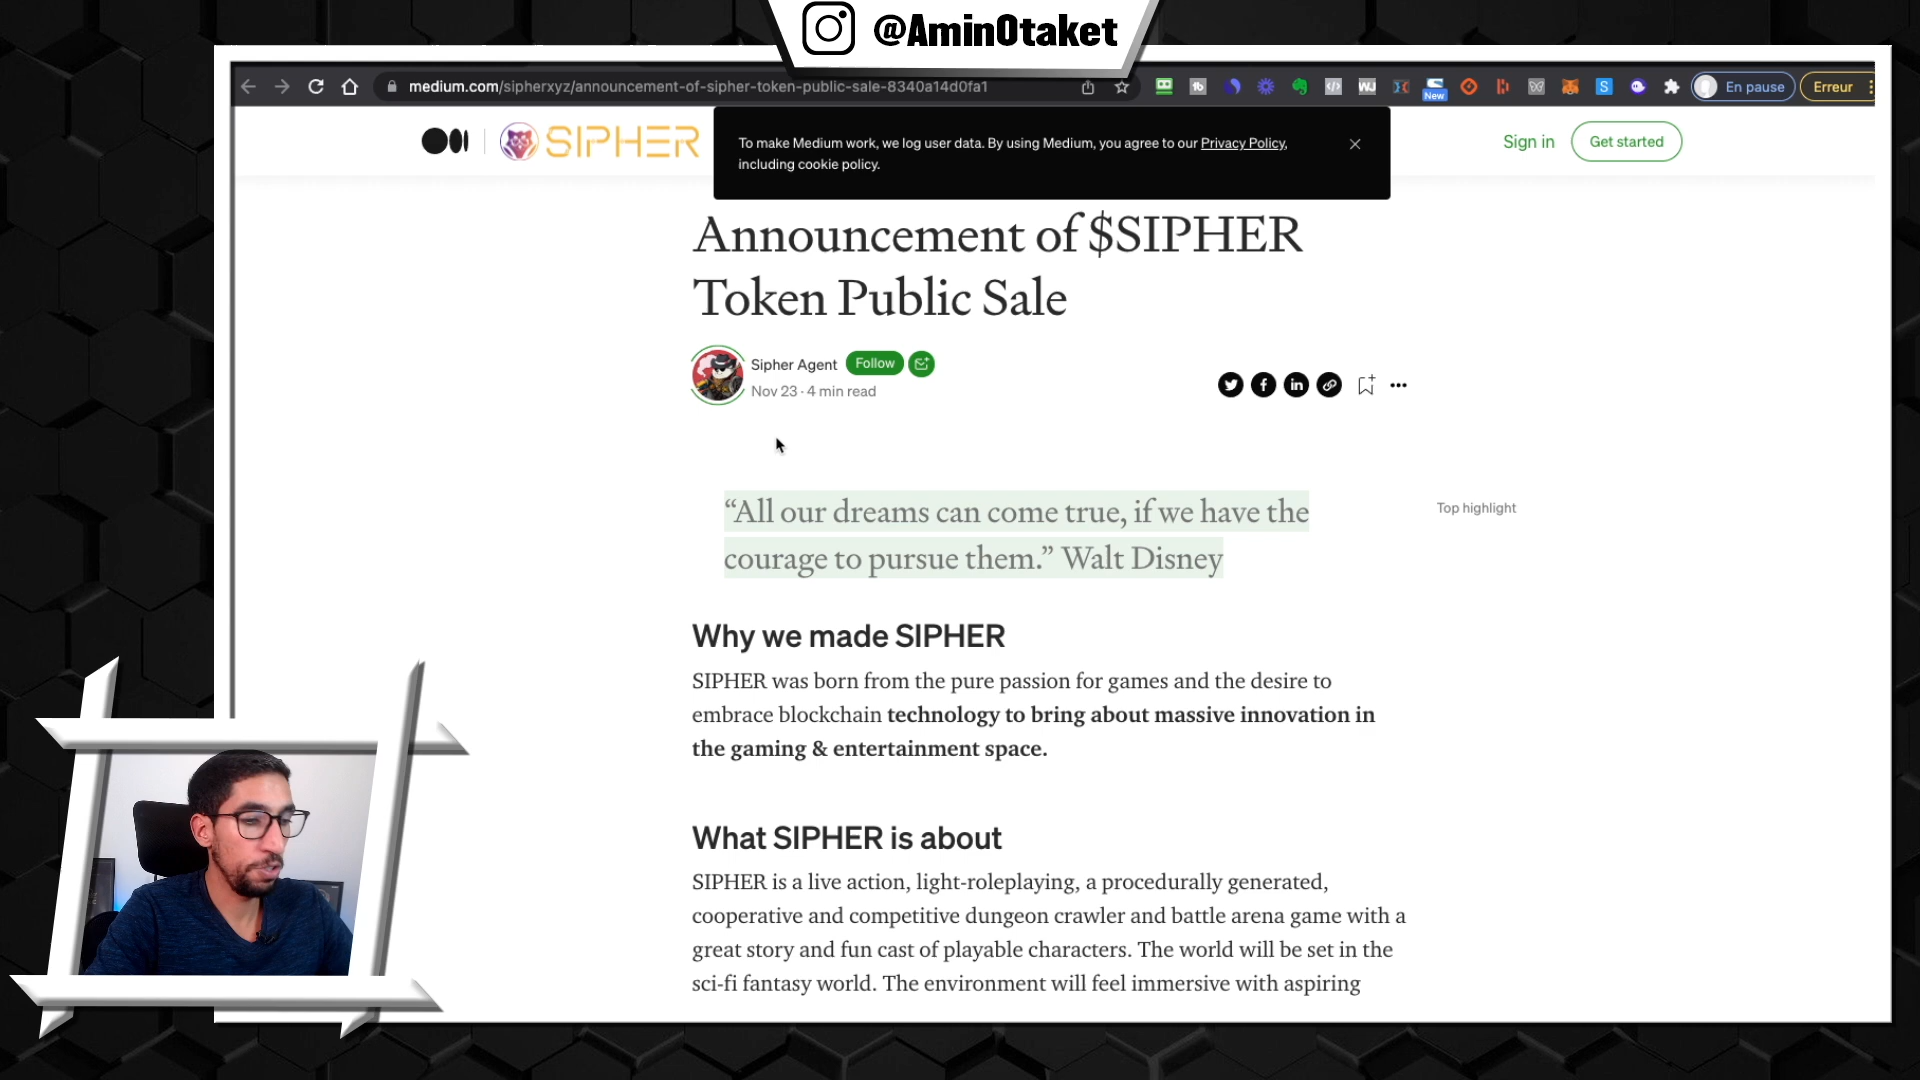 @AminOtaket
medium.com/sipherxyz/announcement-of-sipher-token-public-sale-8340a14d0fa1
New
En pause
Erreur
SIPHER
To make Medium work, we log user data. By using Medium, you agree to our Privacy Policy,
including cookie policy.
Sign in
Get started
Announcement of $SIPHER
Token Public Sale
Sipher Agent
Follow
Nov 23 · 4 min read
“All our dreams can come true, if we have the
courage to pursue them.” Walt Disney
Top highlight
Why we made SIPHER
SIPHER was born from the pure passion for games and the desire to
embrace blockchain technology to bring about massive innovation in
the gaming & entertainment space.
What SIPHER is about
SIPHER is a live action, light-roleplaying, a procedurally generated,
cooperative and competitive dungeon crawler and battle arena game with a
great story and fun cast of playable characters. The world will be set in the
sci-fi fantasy world. The environment will feel immersive with aspiring